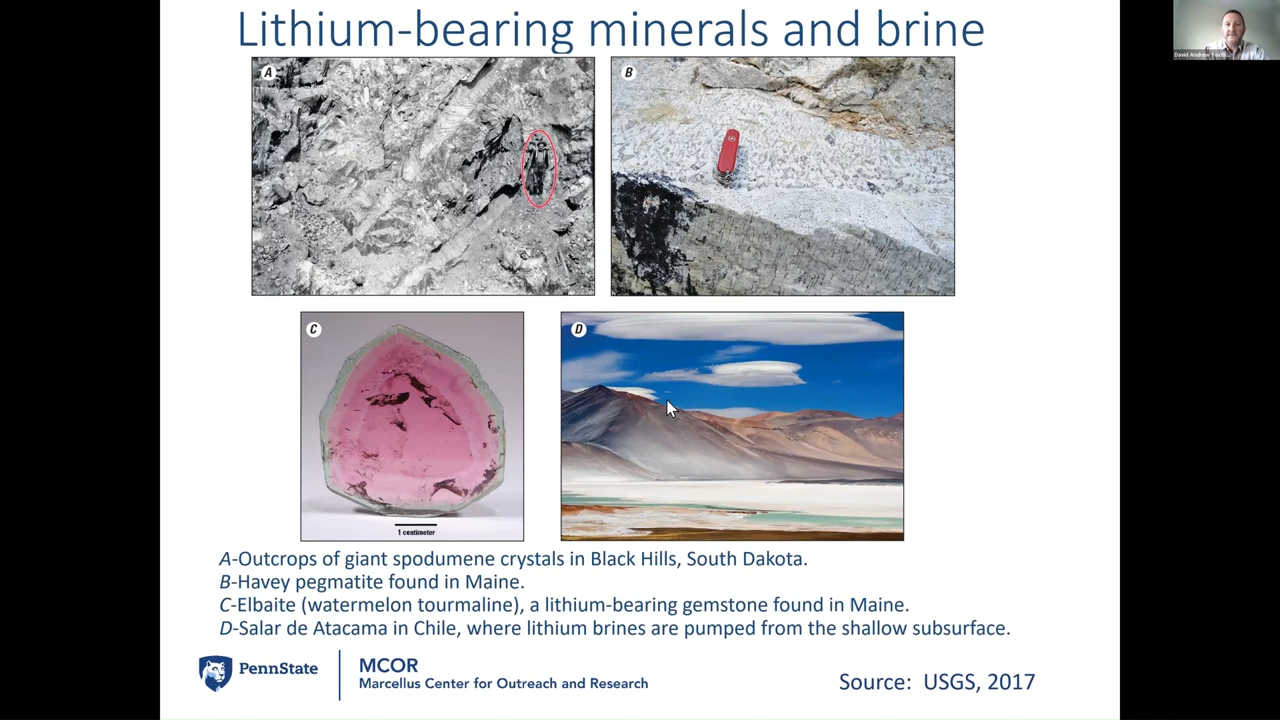 Lithium-bearing minerals and brine
A
B
C
D
1 centimeter
A-Outcrops of giant spodumene crystals in Black Hills, South Dakota.
B-Havey pegmatite found in Maine.
C-Elbaite (watermelon tourmaline), a lithium-bearing gemstone found in Maine.
D-Salar de Atacama in Chile, where lithium brines are pumped from the shallow subsurface.
PennState
MCOR
Marcellus Center for Outreach and Research
Source: USGS, 2017
David Andrew